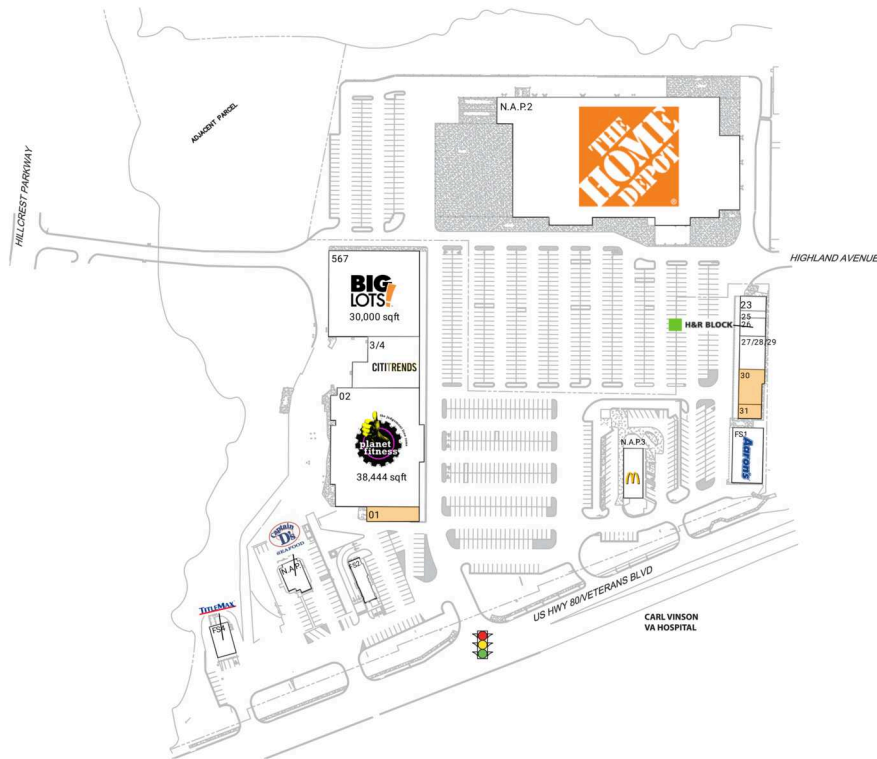 ADJACENT PARCEL
HILLCREST PARKWAY
N.A.P.2
THE
HOME
DEPOT
HIGHLAND AVENUE
567
BIG
LOTS!
30,000 sqft
3/4
CITITRENDS
02
planet
fitness
38,444 sqft
01
23
25
26
H&R BLOCK
27/28/29
30
31
FS1
Aaron's
N.A.P.3
M
Captain
D's
SEAFOOD
N.A.P.
FS2
TITLEMAX
FS4
US HWY 80/VETERANS BLVD
CARL VINSON
VA HOSPITAL